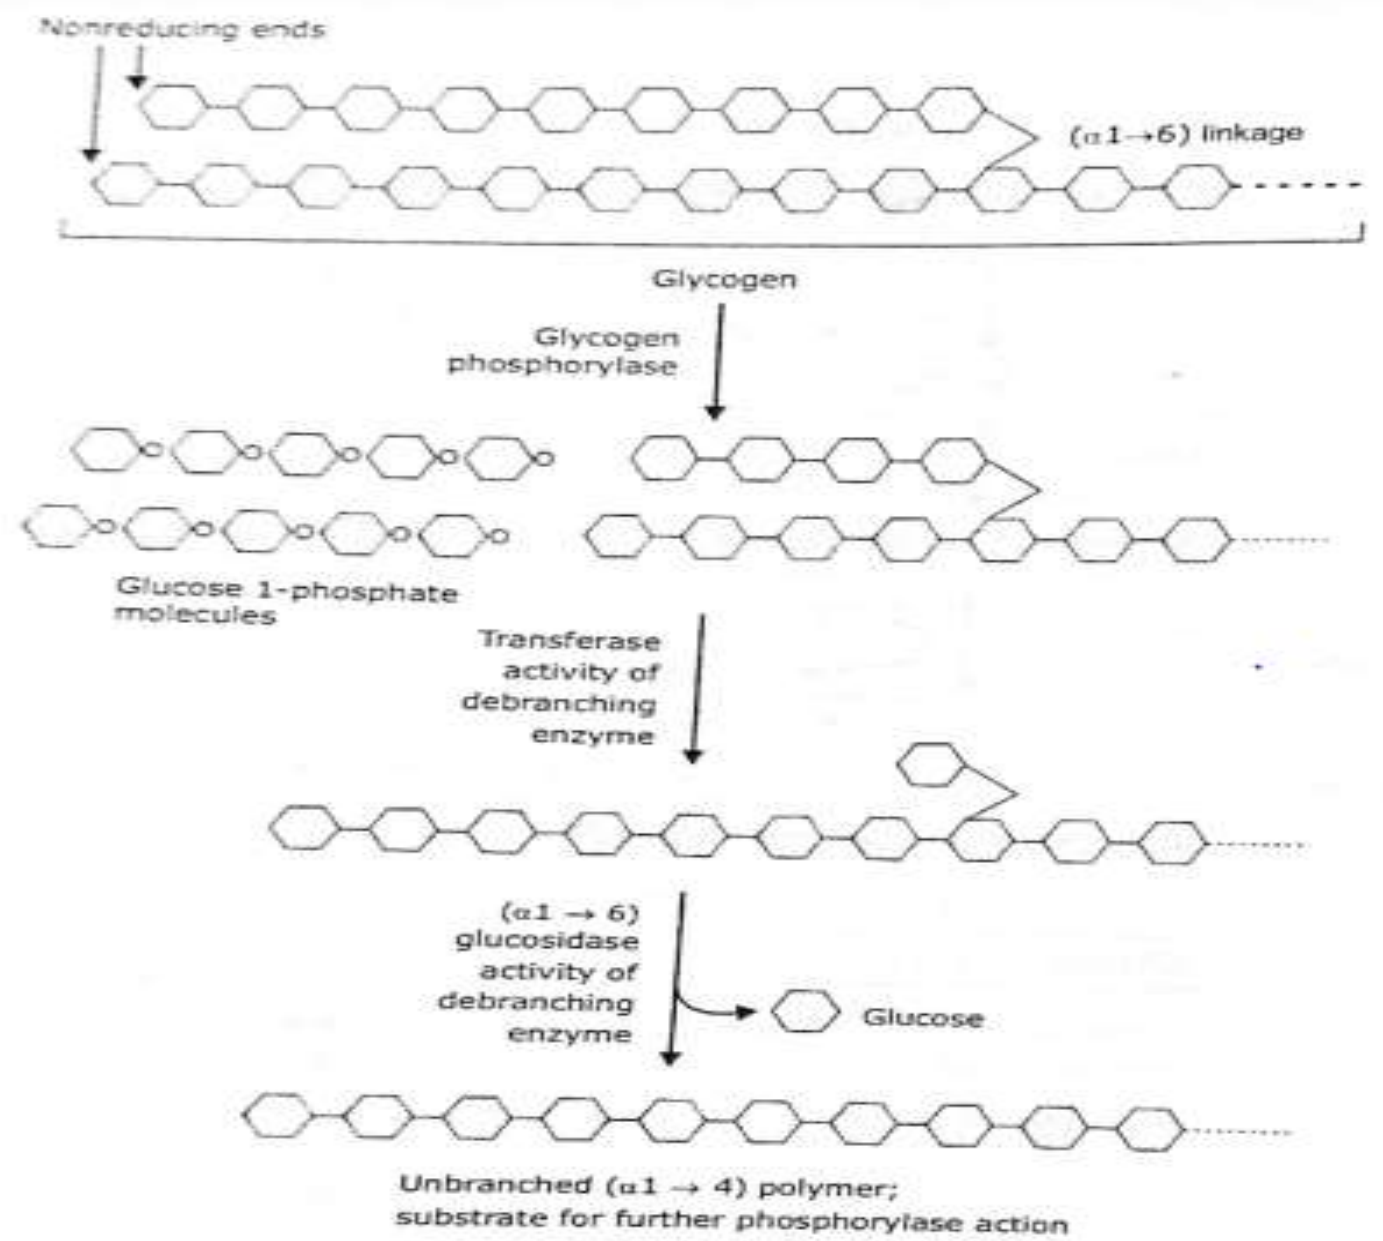 Nonreducing ends
(α1→6) linkage
Glycogen
Glycogen
phosphorylase
Glucose 1-phosphate
molecules
Transferase
activity of
debranching
enzyme
(α1 → 6)
glucosidase
activity of
debranching
enzyme
Glucose
Unbranched (α1 → 4) polymer;
substrate for further phosphorylase action